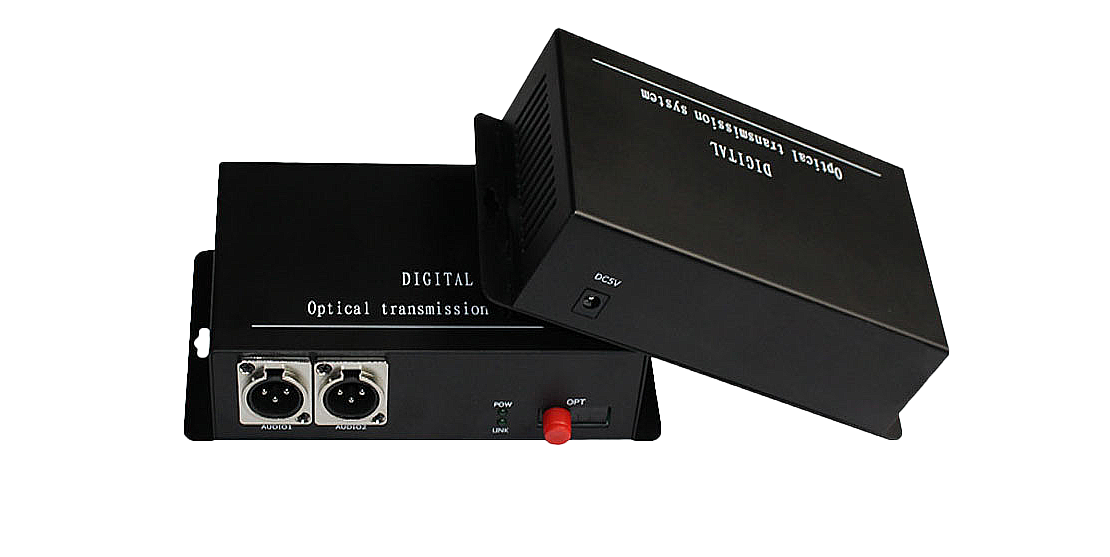 DIGITAL
Optical transmission
AUDIO1
AUDIO2
POW
LINK
OPT
DIGITAL
Optical transmission system
DC5V